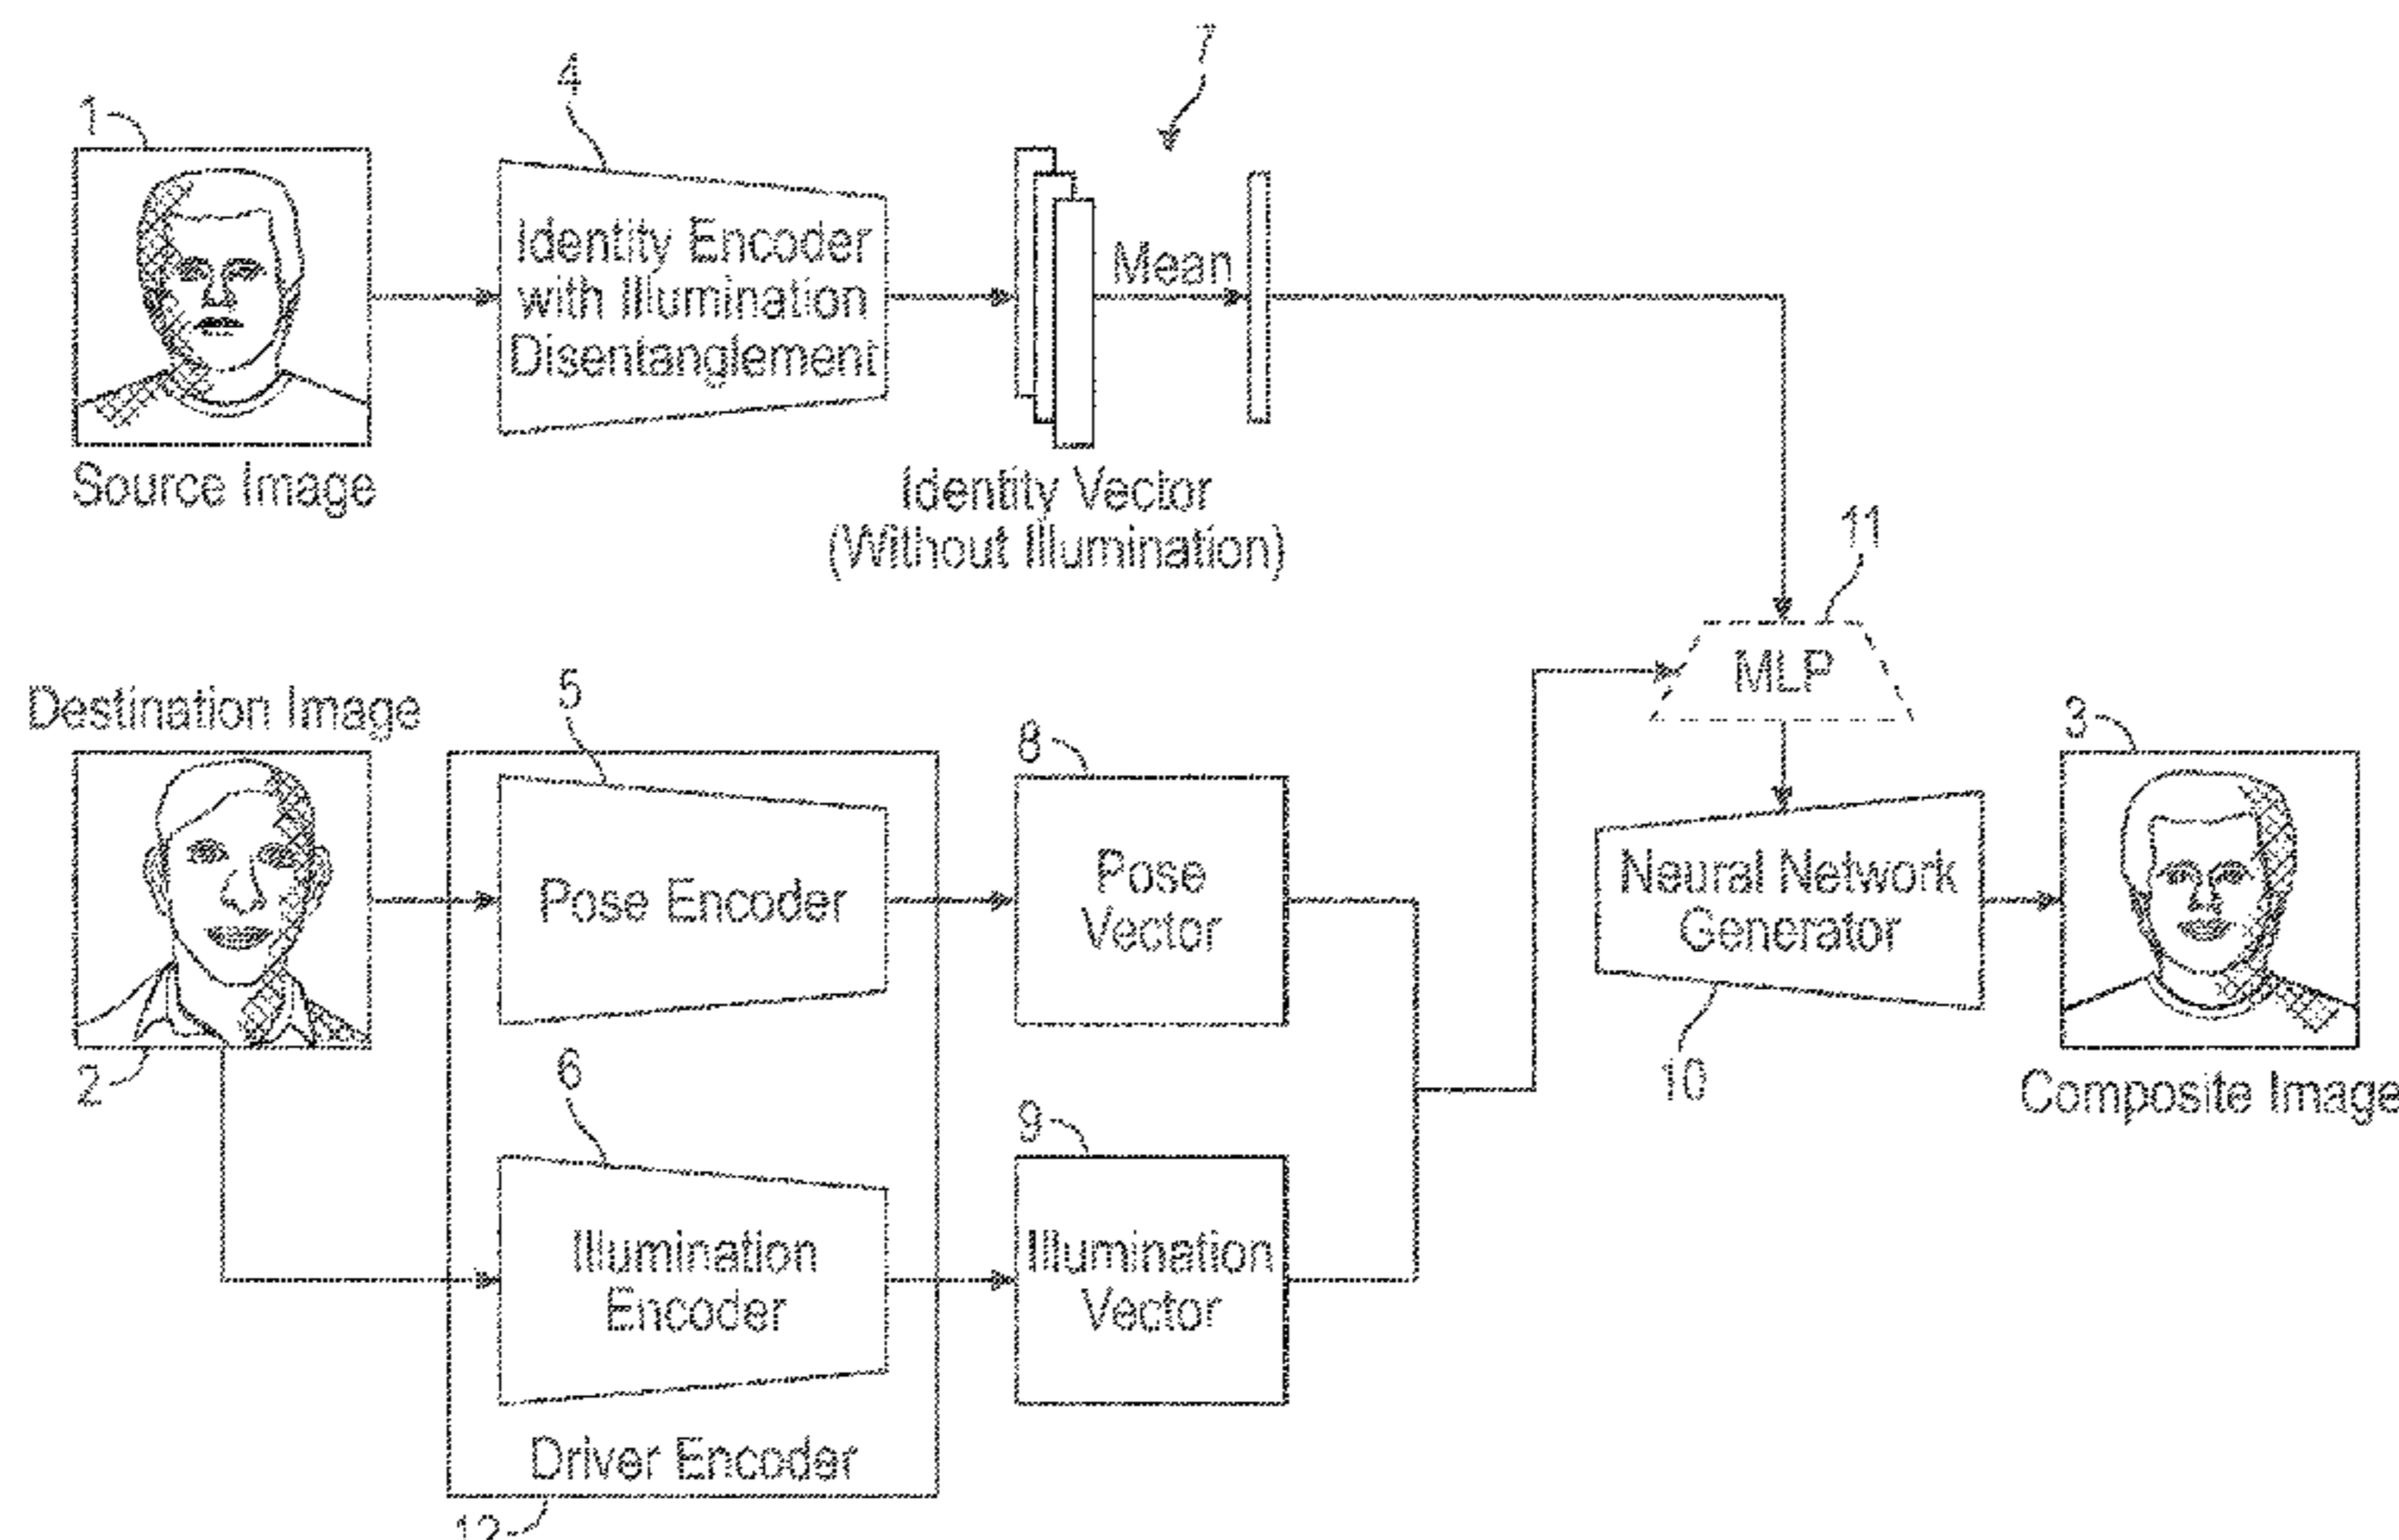 7
4
1
Identity Encoder
with Illumination
Disentanglement
Mean
Source Image
Identity Vector
(Without Illumination)
11
MLP
Destination Image
5
8
3
Pose Encoder
Pose
Vector
Neural Network
Generator
2
6
10
Composite Image
9
Illumination
Encoder
Illumination
Vector
Driver Encoder
12